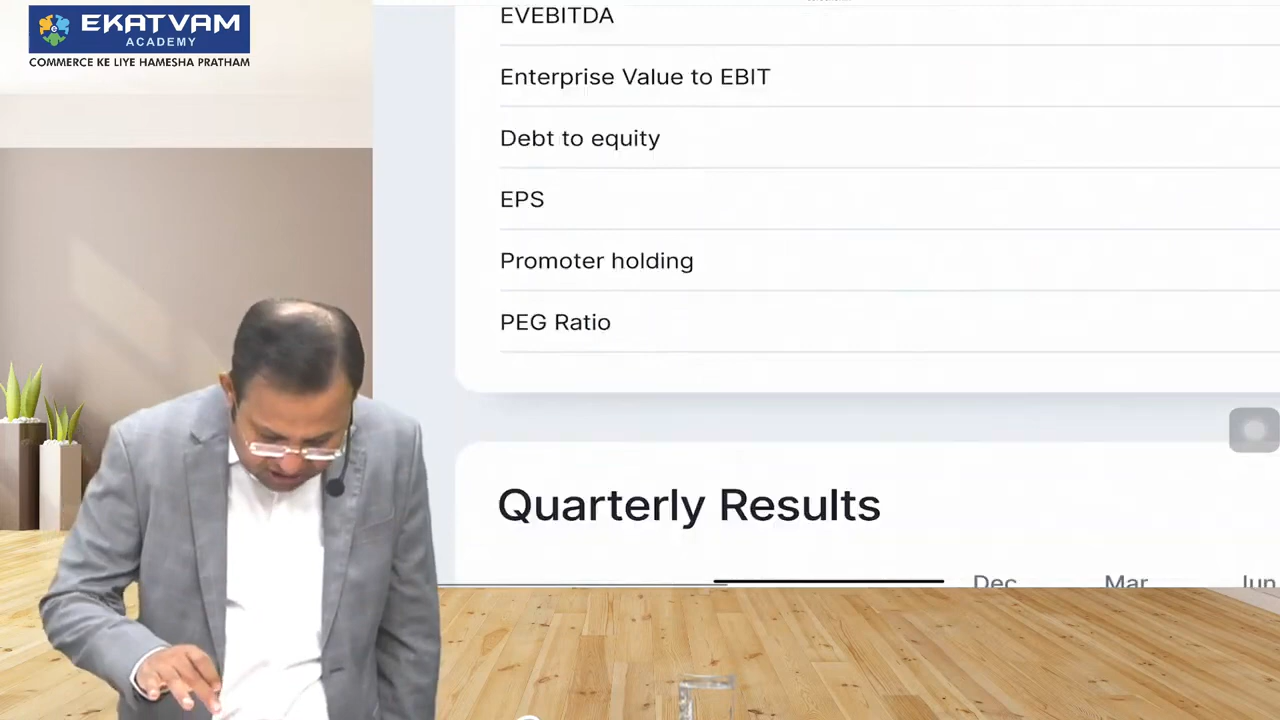 EKATVAM
ACADEMY
COMMERCE KE LIYE HAMESHA PRATHAM
EVEBITDA
Enterprise Value to EBIT
Debt to equity
EPS
Promoter holding
PEG Ratio
Quarterly Results
Dec Mar Jun